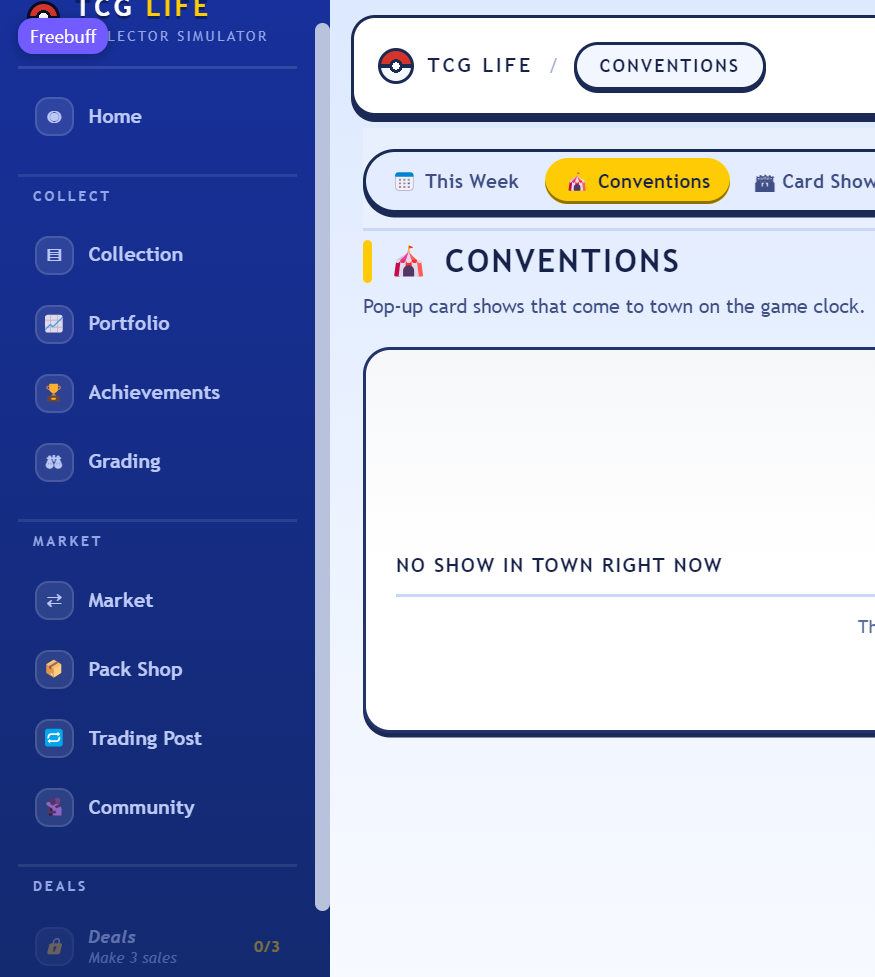 TCG LIFE
Freebuff
LECTOR SIMULATOR
Home
COLLECT
Collection
Portfolio
Achievements
Grading
MARKET
Market
Pack Shop
Trading Post
Community
DEALS
Deals
Make 3 sales
0/3
TCG LIFE / CONVENTIONS
This Week
Conventions
Card Show
CONVENTIONS
Pop-up card shows that come to town on the game clock.
NO SHOW IN TOWN RIGHT NOW
Th